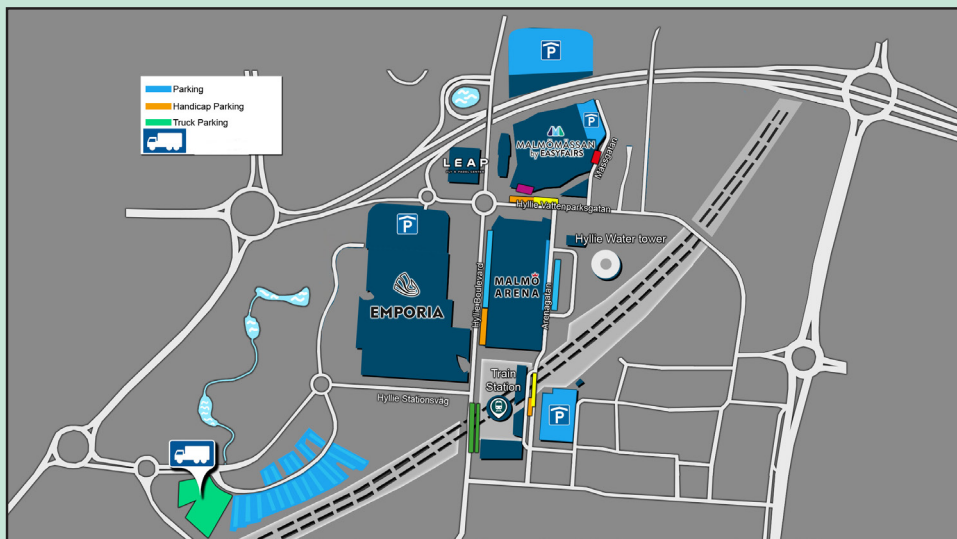 P
Parking
Handicap Parking
Truck Parking
P
MALMÖMÄSSAN
by EASYFAIRS
Mässgatan
LEAP
Hyllie Vattenparksgatan
P
Hyllie Water tower
Hyllie Boulevard
MALMÖ
ARENA
Arenagatan
EMPORIA
Train
Station
Hyllie Stationsväg
P